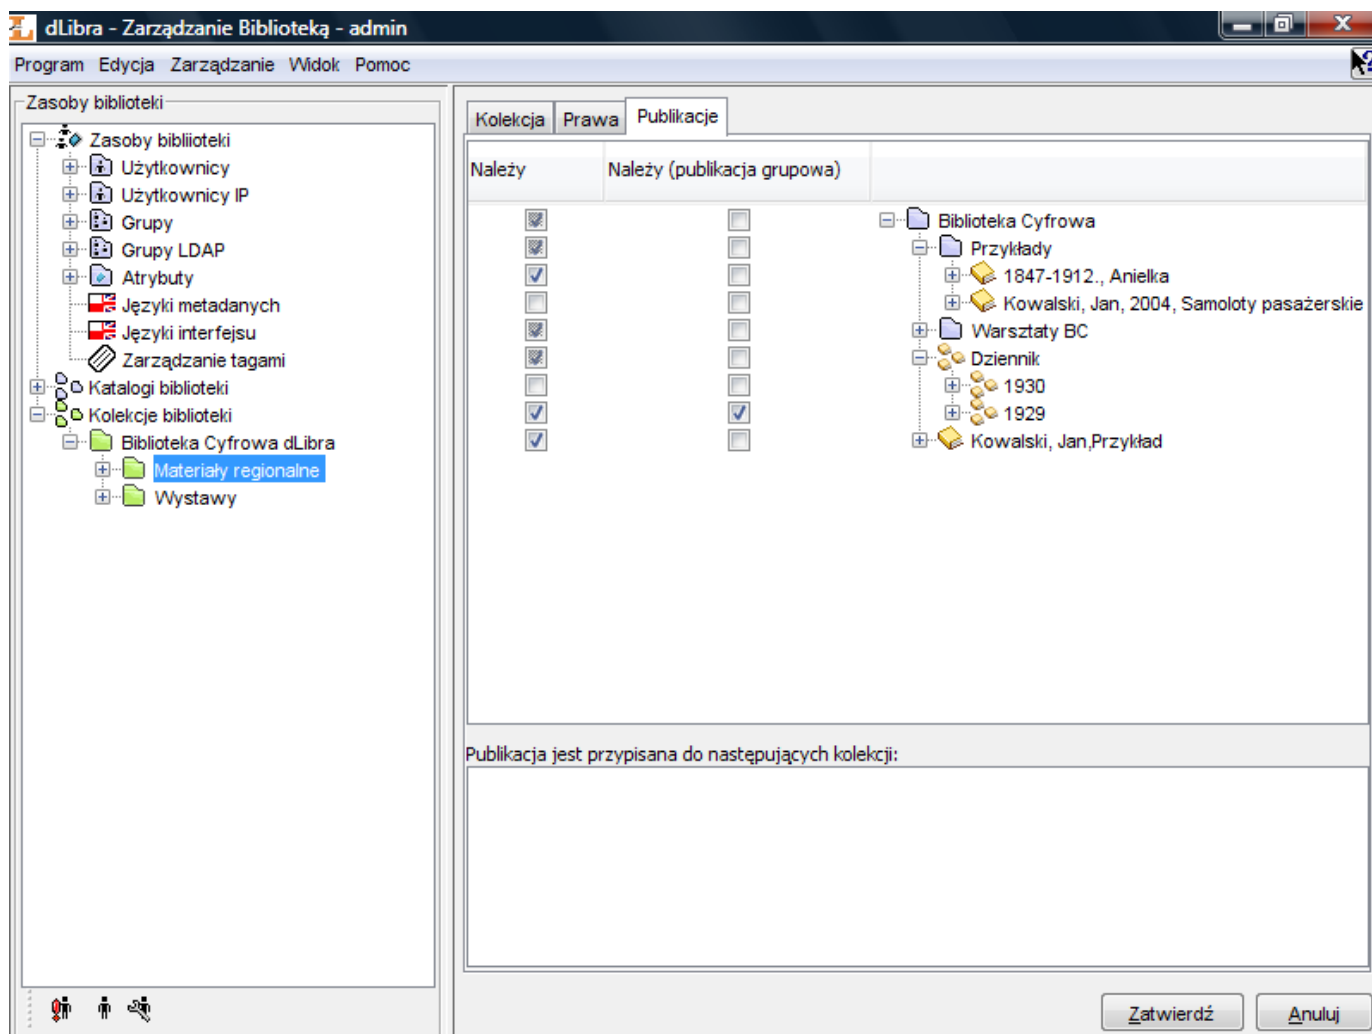 dLibra - Zarządzanie Biblioteką - admin
Program Edycja Zarządzanie Widok Pomoc
Zasoby biblioteki
Zasoby bibliioteki
Użytkownicy
Użytkownicy IP
Grupy
Grupy LDAP
Atrybuty
Języki metadanych
Języki interfejsu
Zarządzanie tagami
Katalogi biblioteki
Kolekcje biblioteki
Biblioteka Cyfrowa dLibra
Materiały regionalne
Wystawy
Kolekcja Prawa Publikacje
Należy Należy (publikacja grupowa)
Biblioteka Cyfrowa
Przykłady
1847-1912., Anielka
Kowalski, Jan, 2004, Samoloty pasażerskie
Warsztaty BC
Dziennik
1930
1929
Kowalski, Jan,Przykład
Publikacja jest przypisana do następujących kolekcji:
Zatwierdź Anuluj